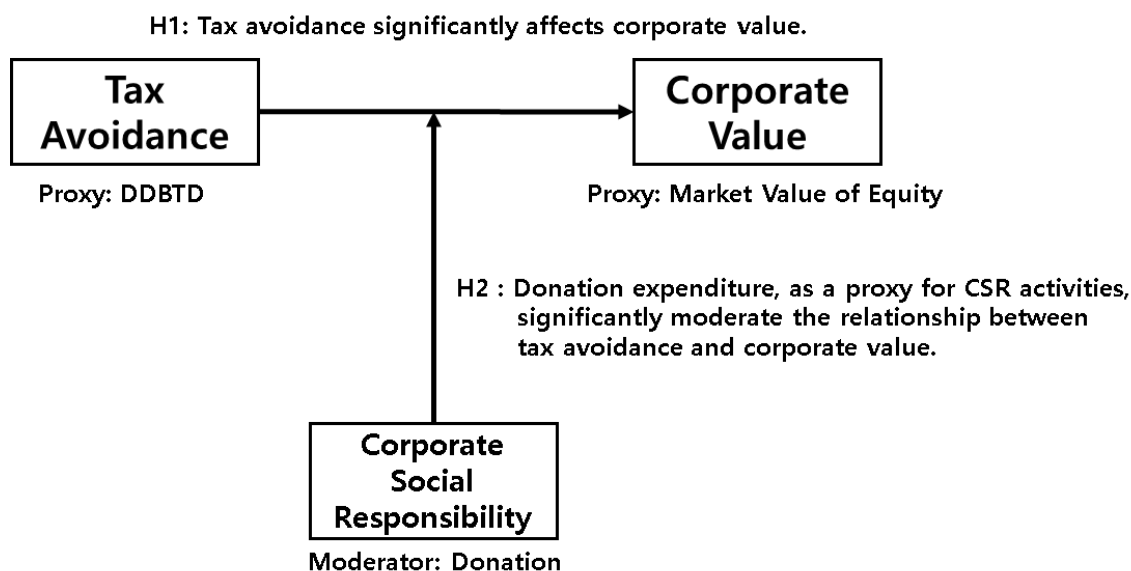 H1: Tax avoidance significantly affects corporate value.
Tax
Avoidance
Corporate
Value
Proxy: DDBTD
Proxy: Market Value of Equity
H2 : Donation expenditure, as a proxy for CSR activities,
significantly moderate the relationship between
tax avoidance and corporate value.
Corporate
Social
Responsibility
Moderator: Donation